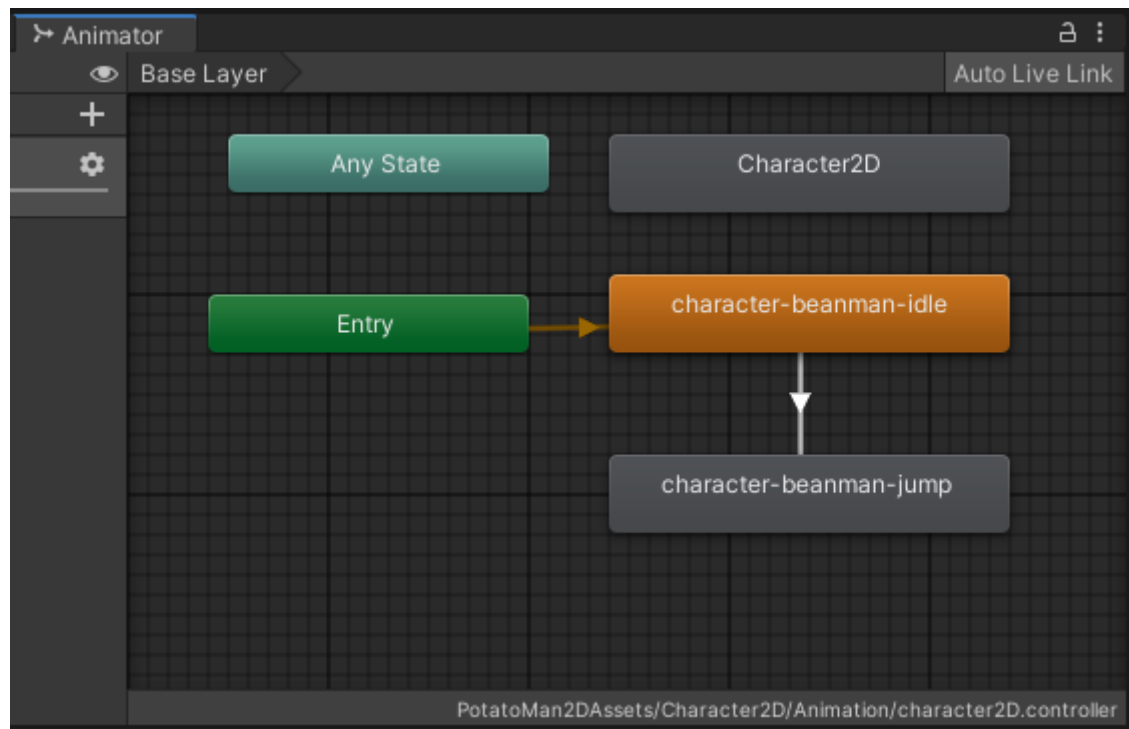 Animator
Base Layer
Auto Live Link
Any State
Character2D
Entry
character-beanman-idle
character-beanman-jump
PotatoMan2DAssets/Character2D/Animation/character2D.controller